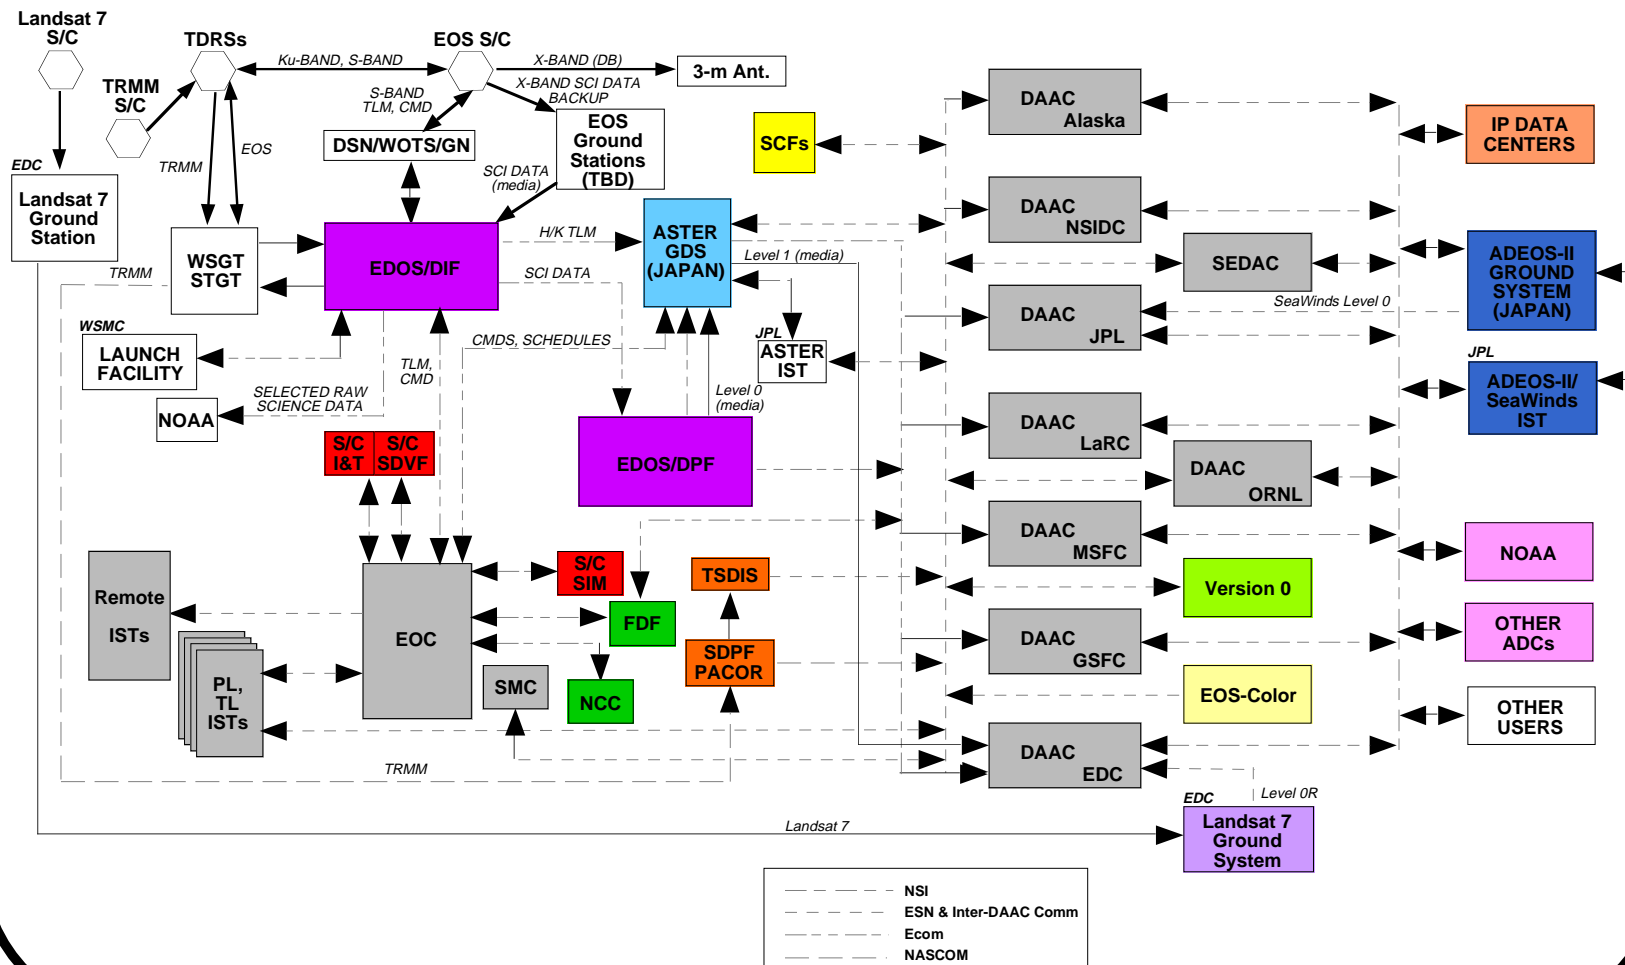 Landsat 7
S/C
TDRSs
EOS S/C
Ku-BAND, S-BAND
X-BAND (DB)
3-m Ant.
TRMM
S/C
S-BAND
TLM, CMD
X-BAND SCI DATA
BACKUP
DSN/WOTS/GN
EOS
Ground
Stations
(TBD)
SCFs
DAAC
Alaska
IP DATA
CENTERS
EDC
Landsat 7
Ground
Station
TRMM
EOS
SCI DATA
(media)
WSGT
STGT
EDOS/DIF
H/K TLM
ASTER
GDS
(JAPAN)
Level 1 (media)
DAAC
NSIDC
SEDAC
ADEOS-II
GROUND
SYSTEM
(JAPAN)
TRMM
SCI DATA
SeaWinds Level 0
DAAC
JPL
WSMC
LAUNCH
FACILITY
TLM,
CMD
CMDS, SCHEDULES
JPL
ASTER
IST
JPL
ADEOS-II/
SeaWinds
IST
SELECTED RAW
SCIENCE DATA
NOAA
Level 0
(media)
DAAC
LaRC
S/C
I&T
S/C
SDVF
EDOS/DPF
DAAC
ORNL
DAAC
MSFC
NOAA
Remote
ISTs
EOC
S/C
SIM
TSDIS
Version 0
FDF
OTHER
ADCs
PL,
TL
ISTs
SMC
NCC
SDPF
PACOR
DAAC
GSFC
EOS-Color
OTHER
USERS
TRMM
DAAC
EDC
Level 0R
EDC
Landsat 7
Ground
System
Landsat 7
NSI
ESN & Inter-DAAC Comm
Ecom
NASCOM